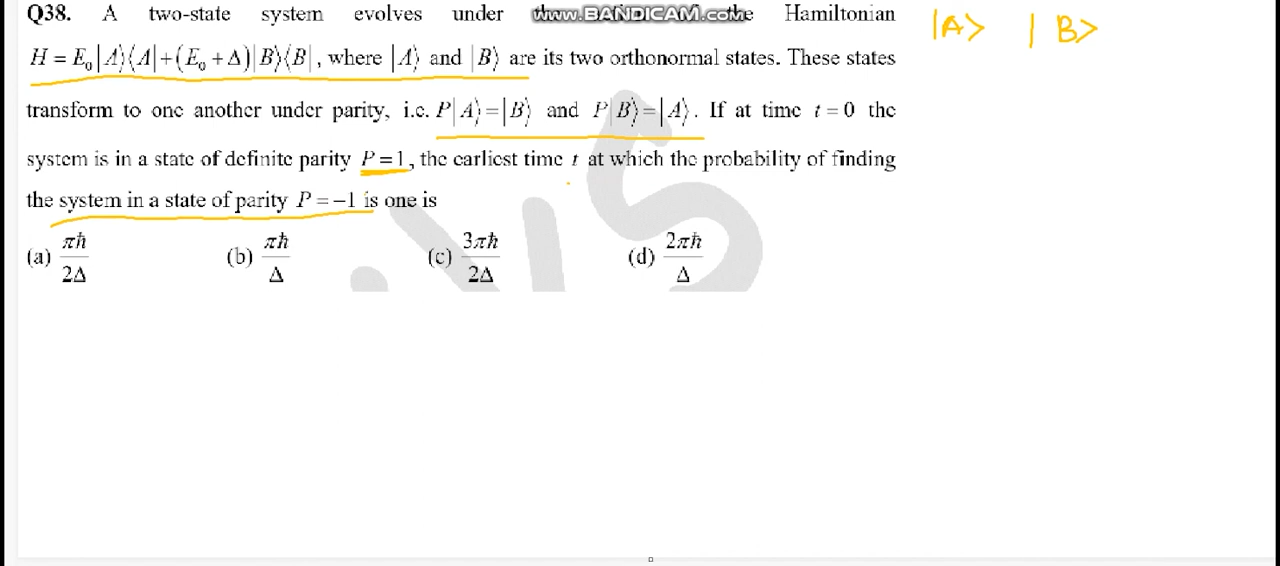 Q38. A two-state system evolves under the www.BANDICAM.com the Hamiltonian |A> |B>
H = E₀|A⟩⟨A|+(E₀+Δ)|B⟩⟨B|, where |A⟩ and |B⟩ are its two orthonormal states. These states
transform to one another under parity, i.e. P|A⟩=|B⟩ and P|B⟩=|A⟩. If at time t = 0 the
system is in a state of definite parity P = 1, the earliest time t at which the probability of finding
the system in a state of parity P = −1 is one is
(a) πħ/2Δ (b) πħ/Δ (c) 3πħ/2Δ (d) 2πħ/Δ